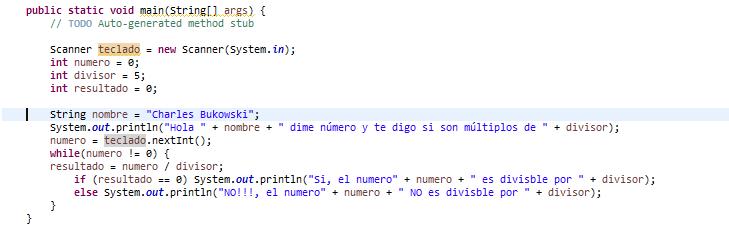 public static void main(String[] args) {
// TODO Auto-generated method stub
Scanner teclado = new Scanner(System.in);
int numero = 0;
int divisor = 5;
int resultado = 0;
String nombre = "Charles Bukowski";
System.out.println("Hola " + nombre + " dime número y te digo si son múltiplos de " + divisor);
numero = teclado.nextInt();
while(numero != 0) {
resultado = numero / divisor;
if (resultado == 0) System.out.println("Si, el numero" + numero + " es divisble por " + divisor);
else System.out.println("NO!!!, el numero" + numero + " NO es divisble por " + divisor);
}
}